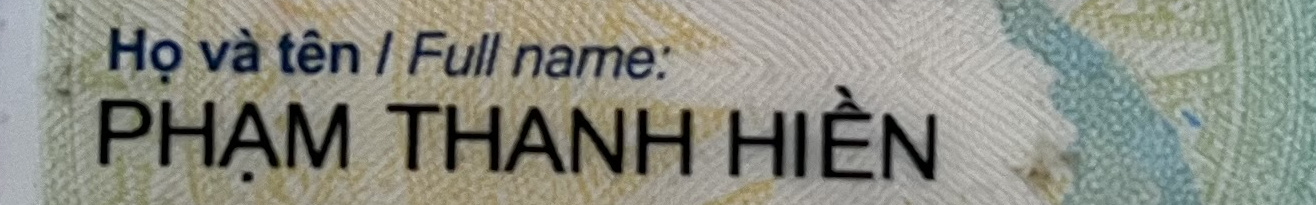 Họ và tên / Full name:
PHẠM THANH HIỀN